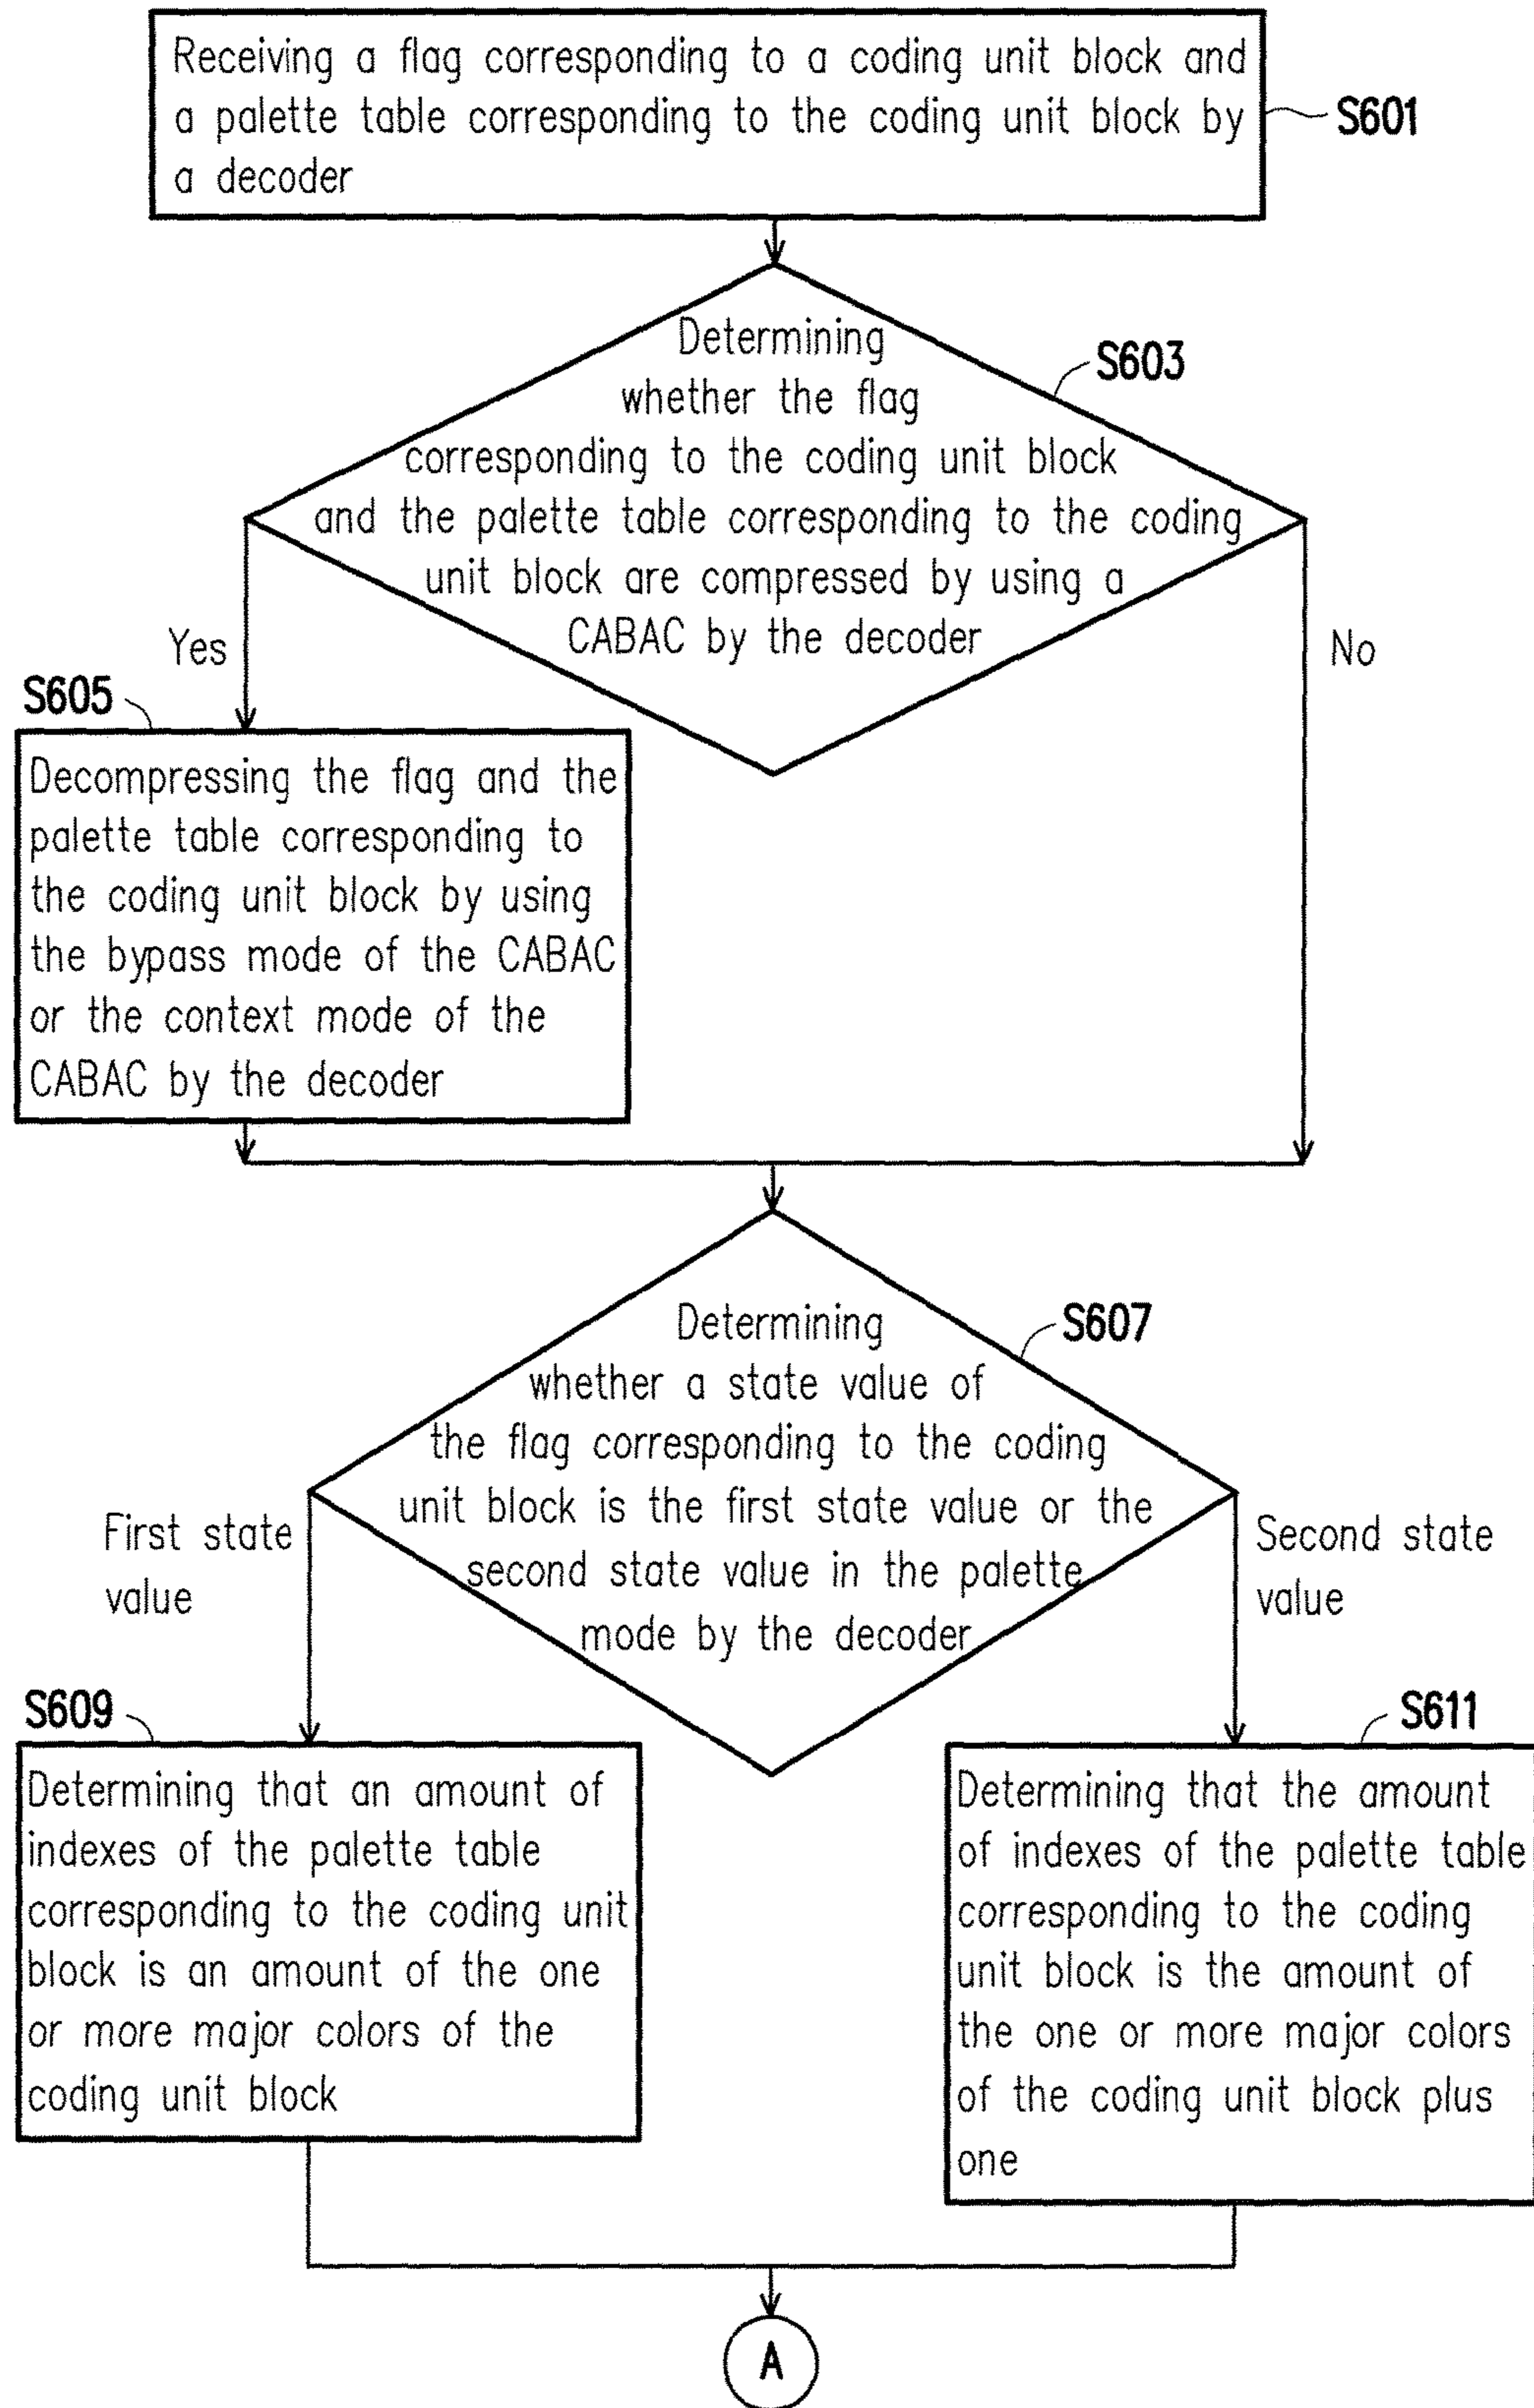 Receiving a flag corresponding to a coding unit block and
a palette table corresponding to the coding unit block by
a decoder
S601
Determining
whether the flag
corresponding to the coding unit block
and the palette table corresponding to the coding
unit block are compressed by using a
CABAC by the decoder
S603
Yes
No
S605
Decompressing the flag and the
palette table corresponding to
the coding unit block by using
the bypass mode of the CABAC
or the context mode of the
CABAC by the decoder
Determining
whether a state value of
the flag corresponding to the coding
unit block is the first state value or the
second state value in the palette
mode by the decoder
S607
First state
value
Second state
value
S609
Determining that an amount of
indexes of the palette table
corresponding to the coding unit
block is an amount of the one
or more major colors of the
coding unit block
S611
Determining that the amount
of indexes of the palette table
corresponding to the coding
unit block is the amount of
the one or more major colors
of the coding unit block plus
one
A